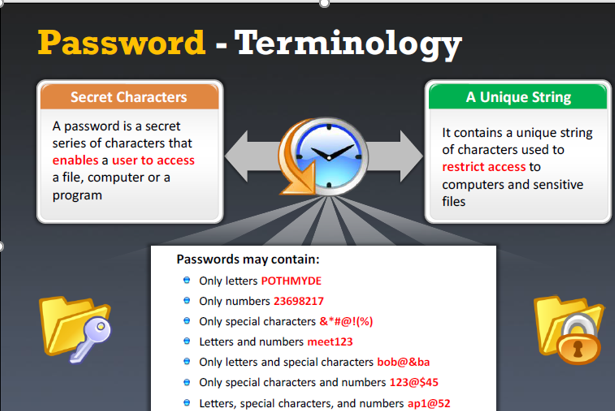 Password - Terminology
Secret Characters
A password is a secret
series of characters that
enables a user to access
a file, computer or a
program
A Unique String
It contains a unique string
of characters used to
restrict access to
computers and sensitive
files
Passwords may contain:
Only letters POTHMYDE
Only numbers 23698217
Only special characters &*#@!(%)
Letters and numbers meet123
Only letters and special characters bob@&ba
Only special characters and numbers 123@$45
Letters, special characters, and numbers ap1@52